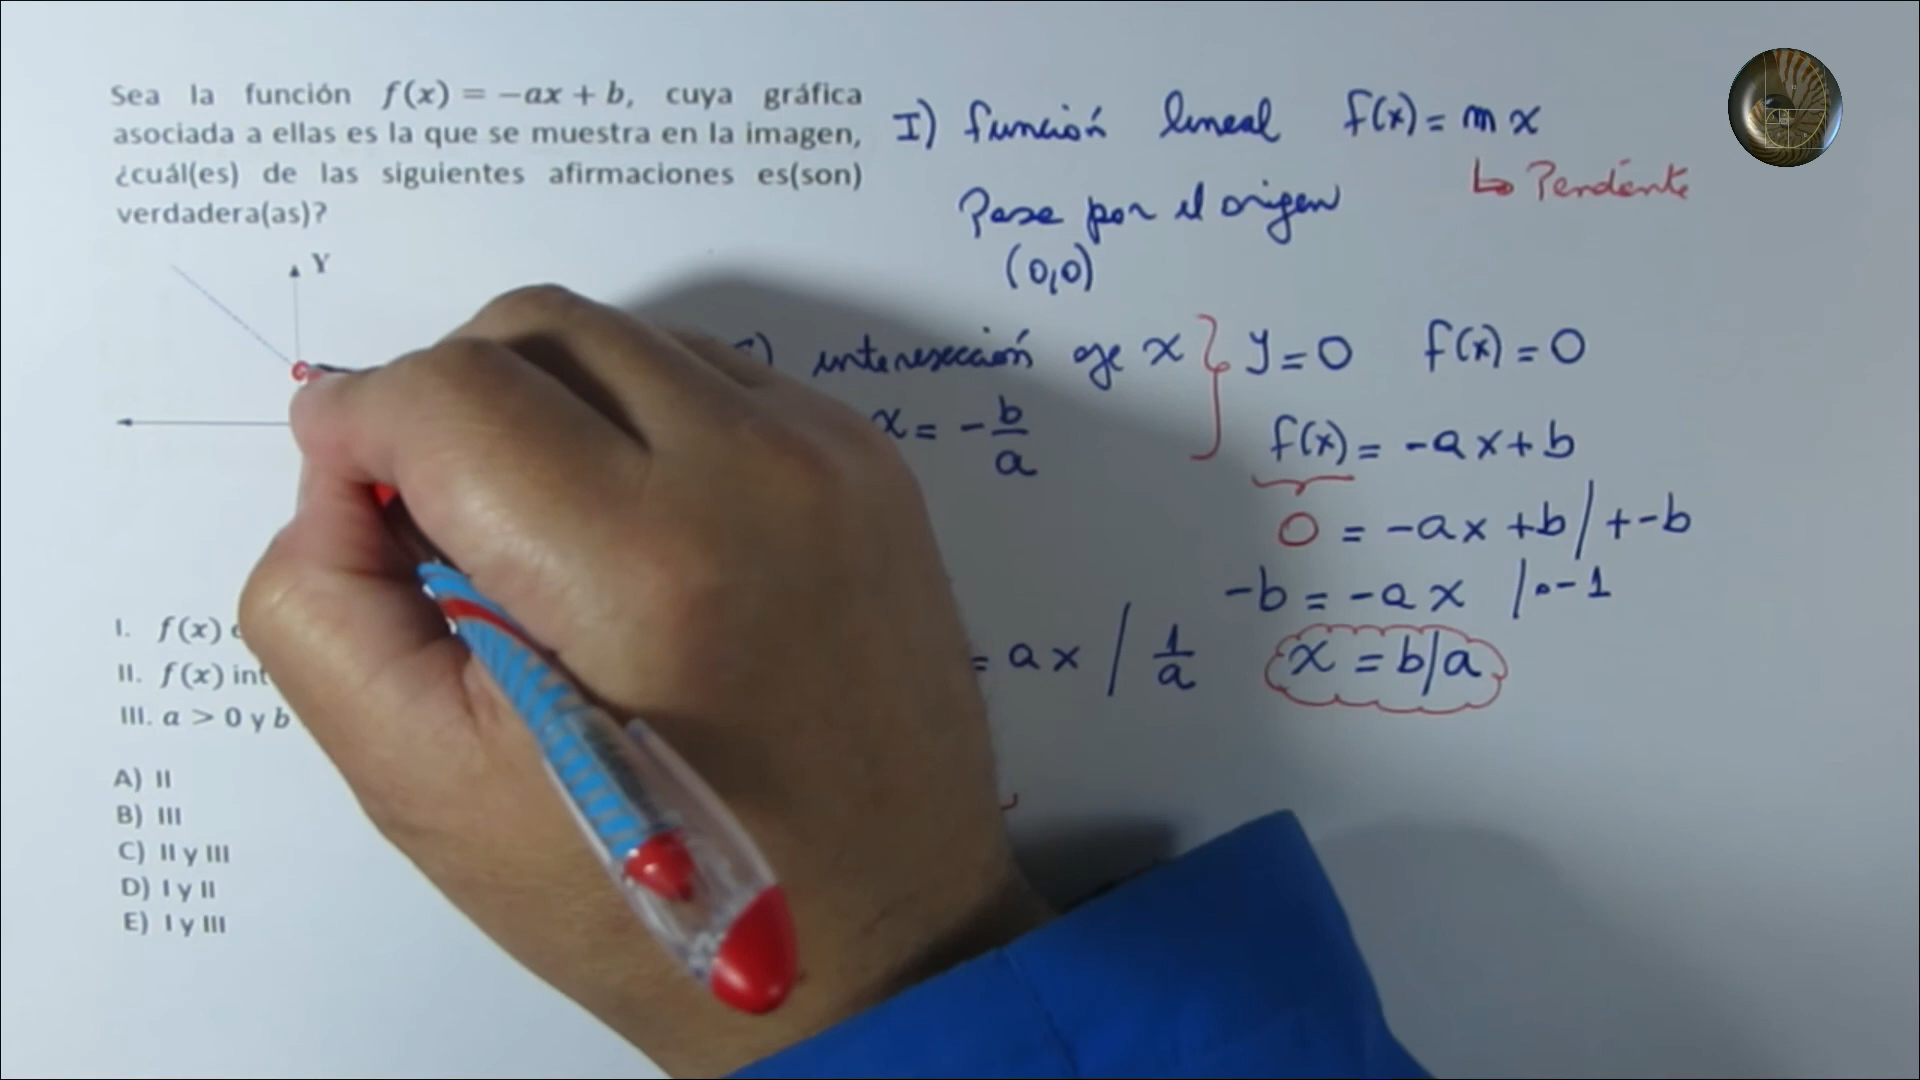 Sea la función f(x) = −ax + b, cuya gráfica
asociada a ellas es la que se muestra en la imagen,
¿cuál(es) de las siguientes afirmaciones es(son)
verdadera(as)?
Y
I. f(x)
II. f(x) int
III. a > 0 y b
A) II
B) III
C) II y III
D) I y II
E) I y III
I) función lineal f(x) = mx
↳ Pendiente
Pasa por el origen
(0,0)
intersección eje x } y = 0 f(x) = 0
x = -b/a
f(x) = -ax + b
0 = -ax + b / + -b
-b = -ax / • -1
= ax / 1/a
x = b/a